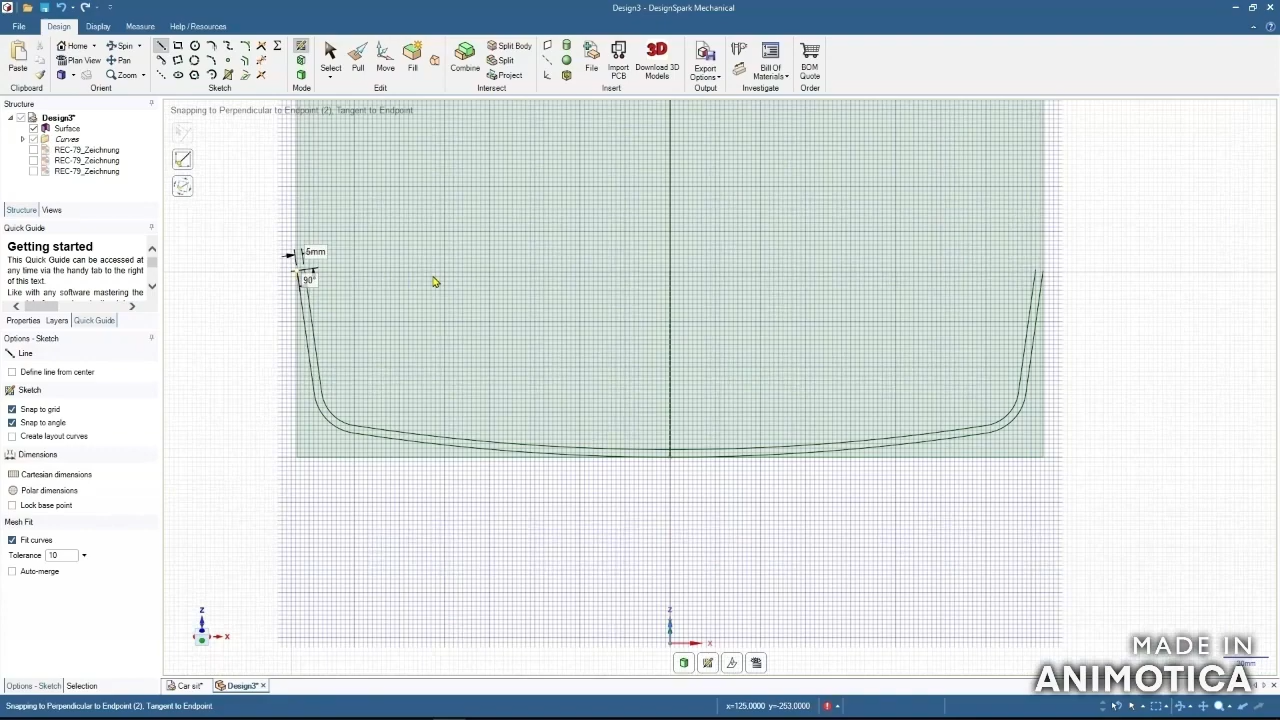 Design3* - DesignSpark Mechanical
File
Design
Display
Measure
Help / Resources
Paste
Home
Plan View
Spin
Pan
Zoom
Select
Pull
Move
Fill
Combine
Split Body
Split
Project
File
Import PCB
Download 3D Models
3D
Export Options
Bill Of Materials
BOM Quote
Clipboard
Orient
Sketch
Mode
Edit
Intersect
Insert
Output
Investigate
Order
Structure
Snapping to Perpendicular to Endpoint (2), Tangent to Endpoint
Design3*
Surface
Curves
REC-79_Zeichnung
REC-79_Zeichnung
REC-79_Zeichnung
Structure
Views
Quick Guide
Getting started
This Quick Guide can be accessed at
any time via the handy tab to the right
of this text.
Like with any software mastering the
5mm
90°
Properties
Layers
Quick Guide
Options - Sketch
Line
Define line from center
Sketch
Snap to grid
Snap to angle
Create layout curves
Dimensions
Cartesian dimensions
Polar dimensions
Lock base point
Mesh Fit
Fit curves
Tolerance 10
Auto-merge
Z
X
Z
X
MADE IN
ANIMOTICA
Options - Sketch
Selection
Car sit*
Design3*
Snapping to Perpendicular to Endpoint (2), Tangent to Endpoint
x=125.0000 y=-253.0000